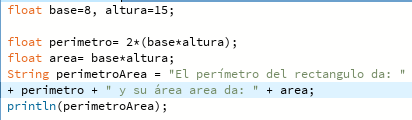 float base=8, altura=15;
float perimetro= 2*(base*altura);
float area= base*altura;
String perimetroArea = "El perímetro del rectangulo da: "
+ perimetro + " y su área area da: " + area;
println(perimetroArea);